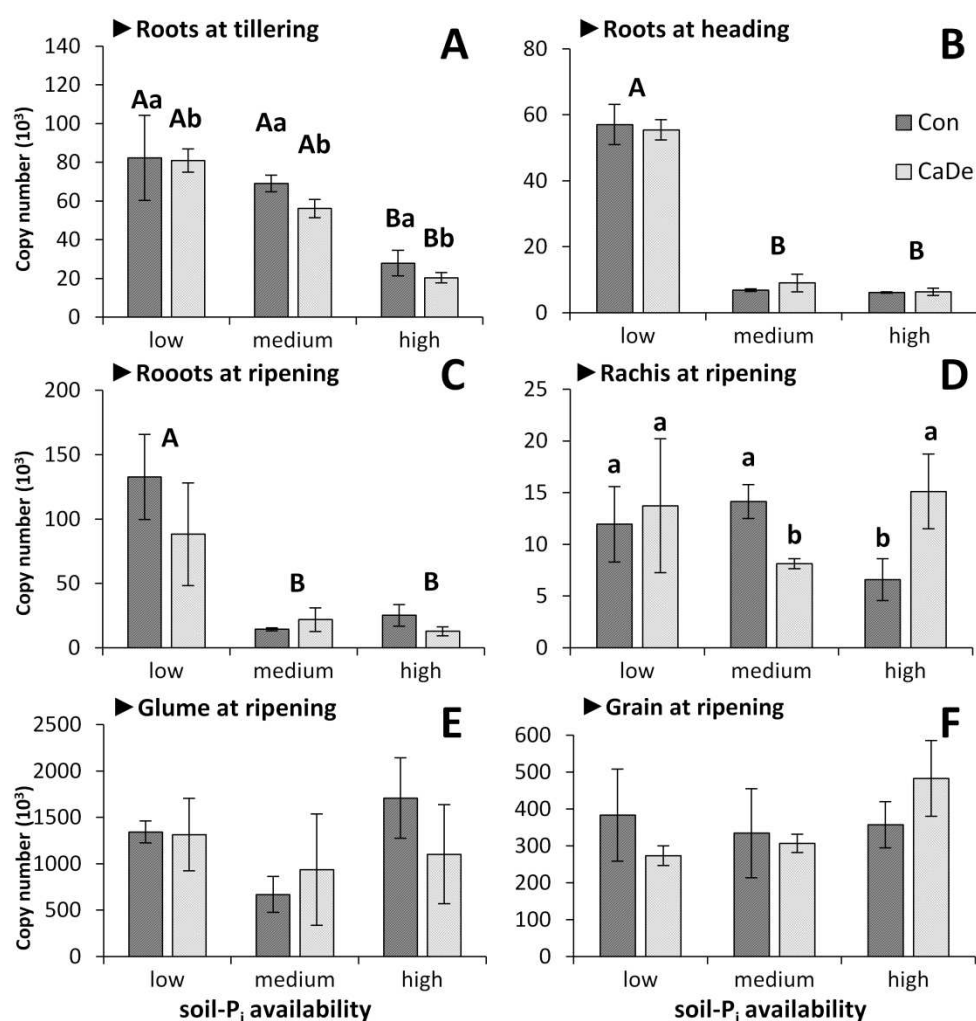 ►Roots at tillering
A
Copy number (10³)
140
120
100
80
60
40
20
0
Aa
Ab
Aa
Ab
Ba
Bb
low medium high
►Roots at heading
B
80
60
40
20
0
A
B
B
Con
CaDe
low medium high
►Rooots at ripening
C
Copy number (10³)
200
150
100
50
0
A
B
B
low medium high
►Rachis at ripening
D
25
20
15
10
5
0
a
a
a
b
b
a
low medium high
►Glume at ripening
E
Copy number (10³)
2500
2000
1500
1000
500
0
low medium high
soil-Pᵢ availability
►Grain at ripening
F
600
500
400
300
200
100
0
low medium high
soil-Pᵢ availability